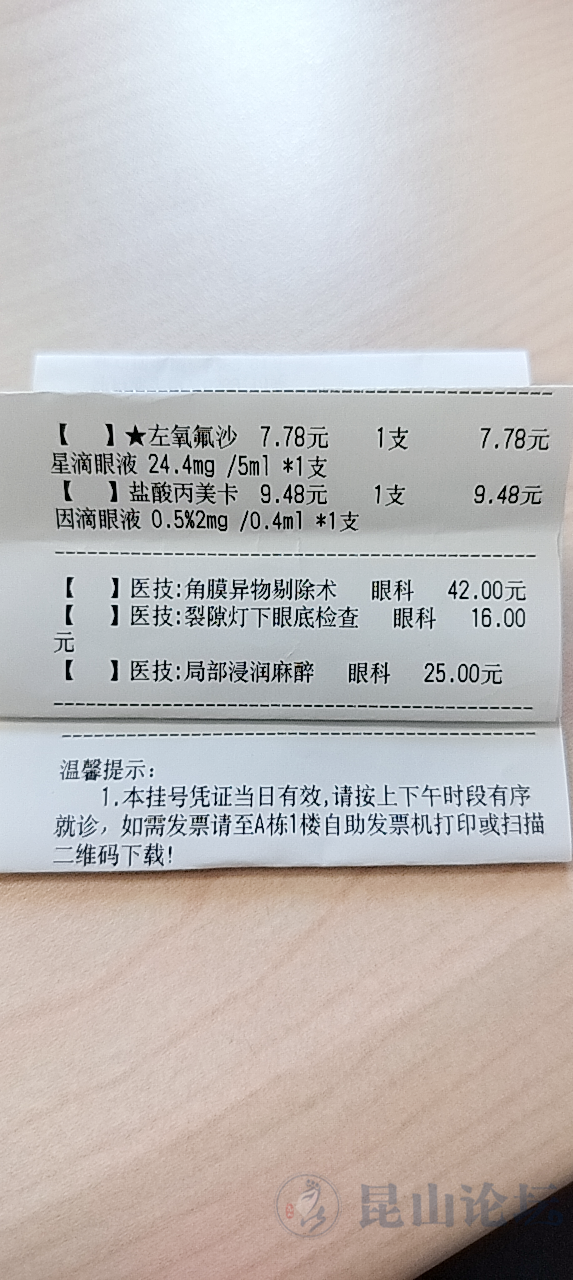 【 】★左氧氟沙 7.78元 1支 7.78元
星滴眼液 24.4mg /5ml *1支
【 】盐酸丙美卡 9.48元 1支 9.48元
因滴眼液 0.5%2mg /0.4ml *1支
【 】医技:角膜异物剔除术 眼科 42.00元
【 】医技:裂隙灯下眼底检查 眼科 16.00
元
【 】医技:局部浸润麻醉 眼科 25.00元
温馨提示:
1.本挂号凭证当日有效,请按上下午时段有序
就诊，如需发票请至A栋1楼自助发票机打印或扫描
二维码下载!
昆山论坛